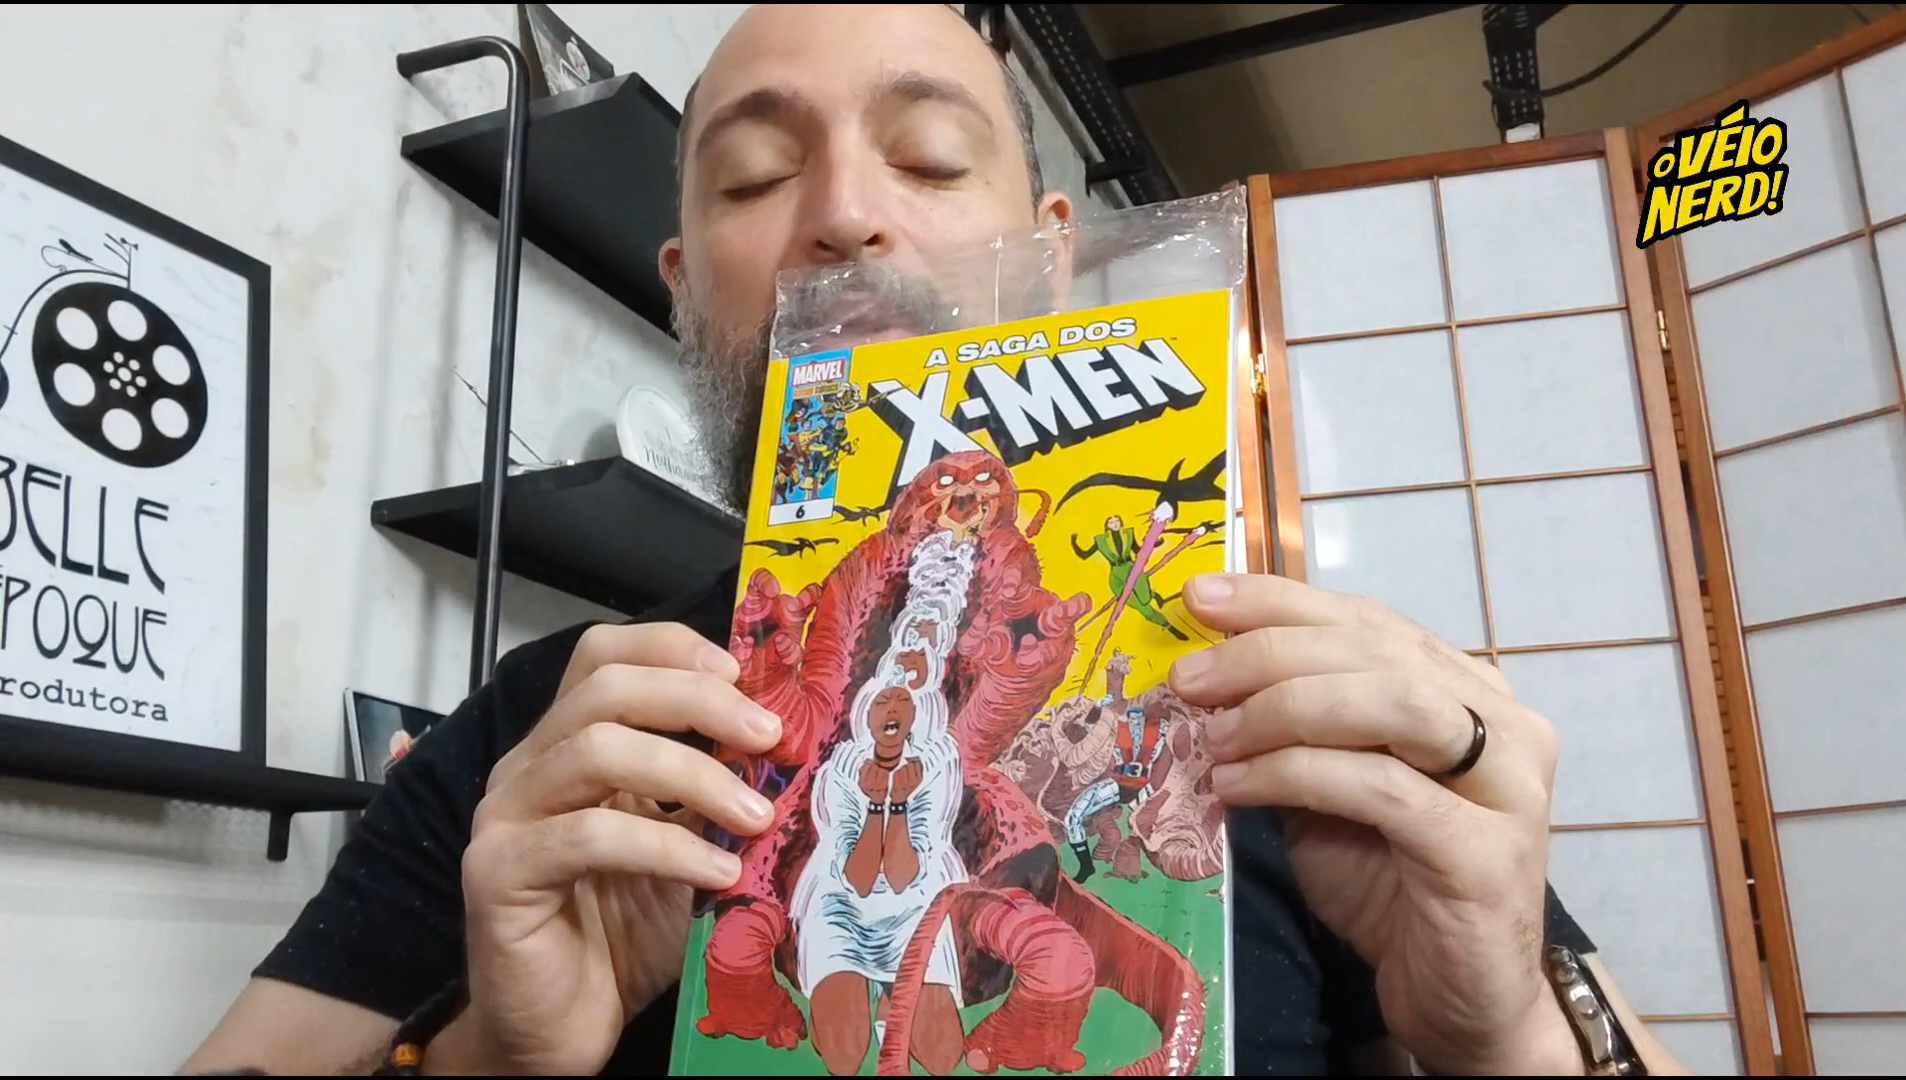 O VÉIO
NERD!
A SAGA DOS
X-MEN
MARVEL
6
BELLE
ÉPOQUE
rodutora